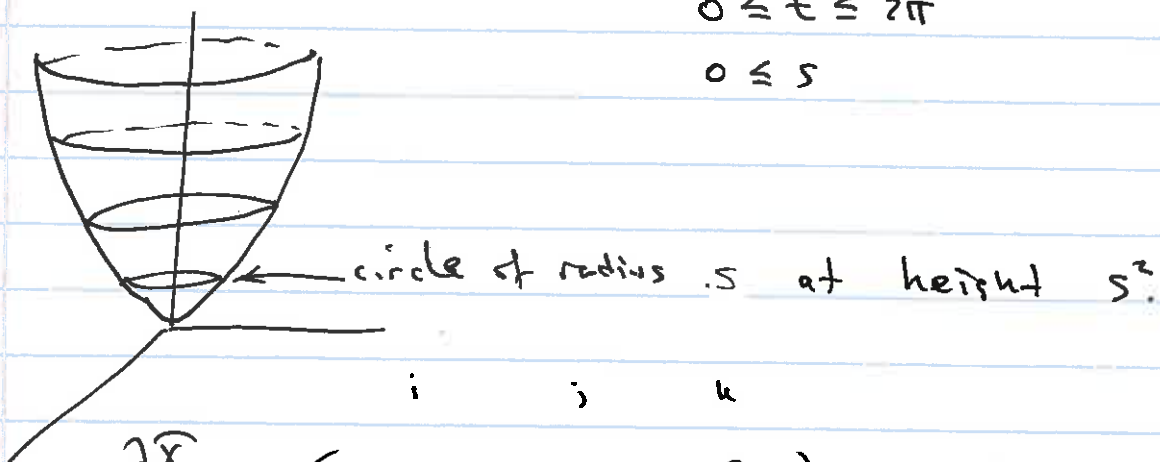 0 ≤ t ≤ 2π
0 ≤ s
circle of radius s at height s².
i j k